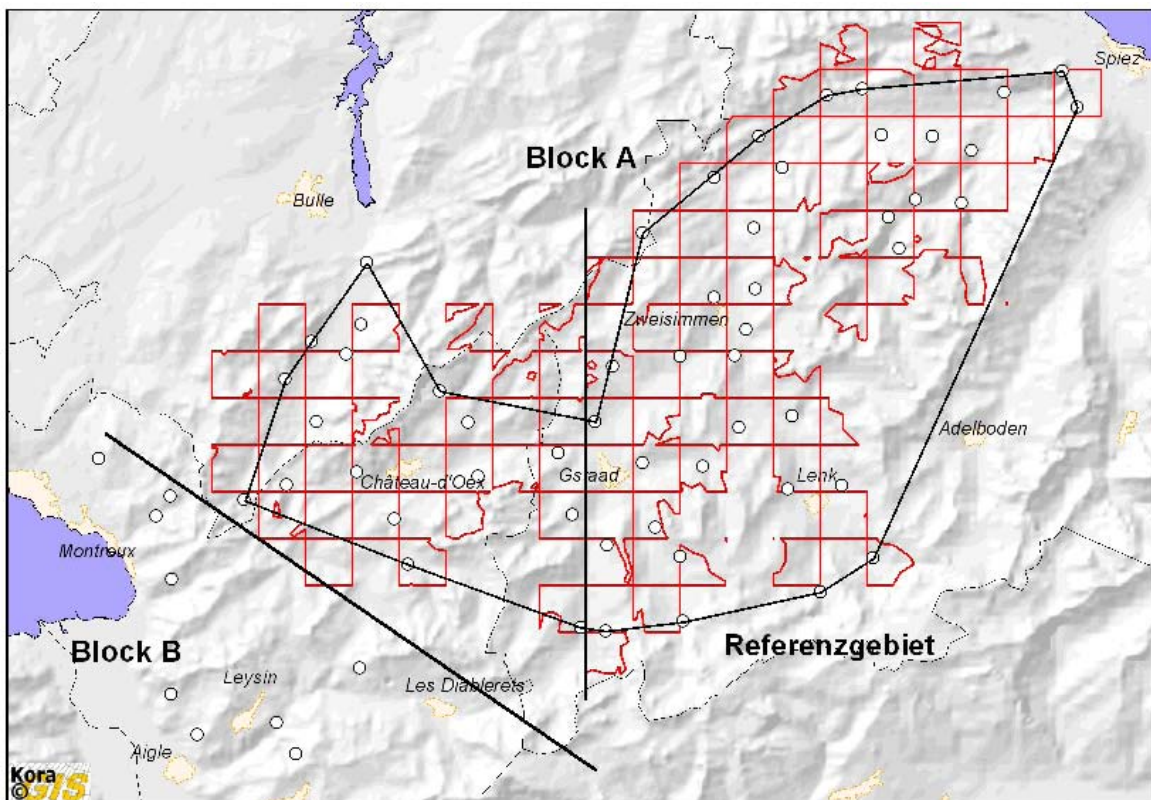 Spiez
Block A
Bulle
Zweisimmen
Adelboden
Château-d'Oex
Gstaad
Lenk
Montreux
Block B
Referenzgebiet
Leysin
Les Diablerets
Aigle
Kora
© GIS